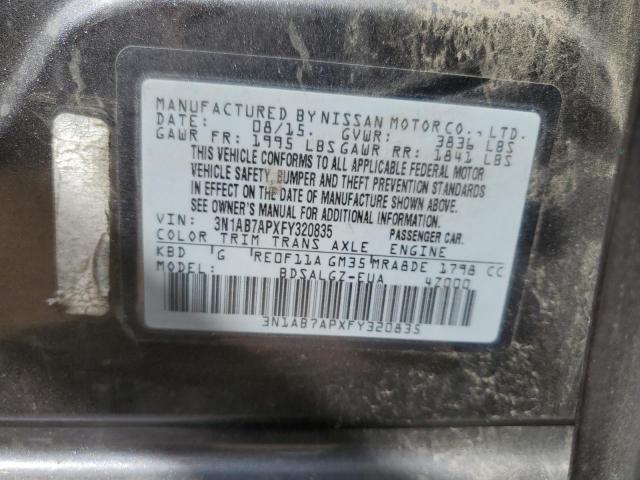 MANUFACTURED BY NISSAN MOTOR CO., LTD.
DATE: 08/15. GVWR: 3836 LBS
GAWR FR: 1995 LBS GAWR RR: 1841 LBS
THIS VEHICLE CONFORMS TO ALL APPLICABLE FEDERAL MOTOR
VEHICLE SAFETY, BUMPER AND THEFT PREVENTION STANDARDS
IN EFFECT ON THE DATE OF MANUFACTURE SHOWN ABOVE.
SEE OWNER'S MANUAL FOR ADDITIONAL INFORMATION.
VIN: 3N1AB7APXFY320835 PASSENGER CAR.
COLOR TRIM TRANS AXLE ENGINE
KBD G RE0F11A GM35 MRA8DE 1798 CC
MODEL: BDSALGZ-EUA 4Z000
3N1AB7APXFY320835